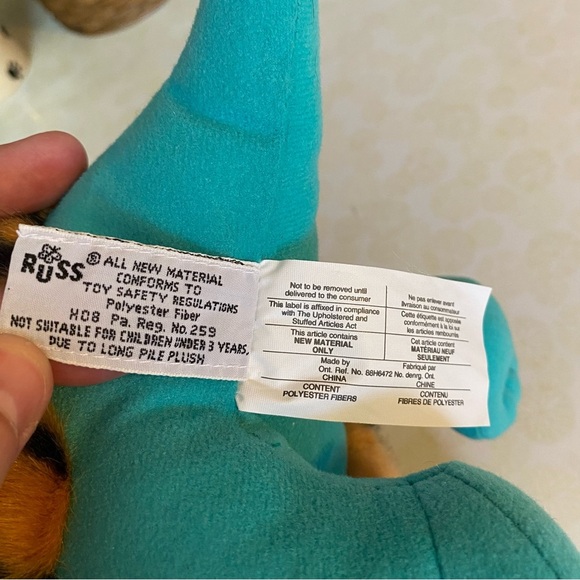 RUSS® ALL NEW MATERIAL
CONFORMS TO
TOY SAFETY REGULATIONS
Polyester Fiber
HO8 Pa. Reg. No. 259
NOT SUITABLE FOR CHILDREN UNDER 3 YEARS,
DUE TO LONG PILE PLUSH
Not to be removed until
delivered to the consumer
This label is affixed in compliance
with The Upholstered and
Stuffed Articles Act
This article contains
NEW MATERIAL
ONLY
Made by
Ont. Ref. No. 88H6472 No. denrg. Ont.
CHINA
CONTENT
POLYESTER FIBERS
Ne pas enlever avant
livraison au consommateur
Cette étiquette est apposée
conformément à la loi sur
les articles rembourrés
Cet article contient
MATÉRIAU NEUF
SEULEMENT
Fabriqué par
CHINE
CONTENU
FIBRES DE POLYESTER